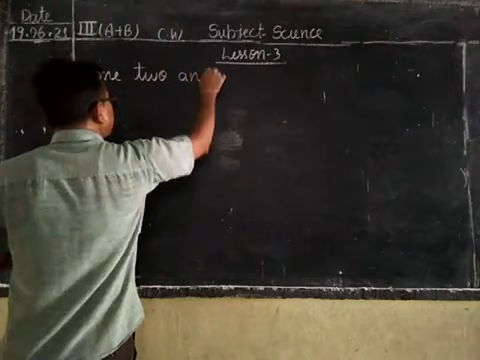 Date
19.06.21 III (A+B) C.W Subject Science
Lesson-3
me two an